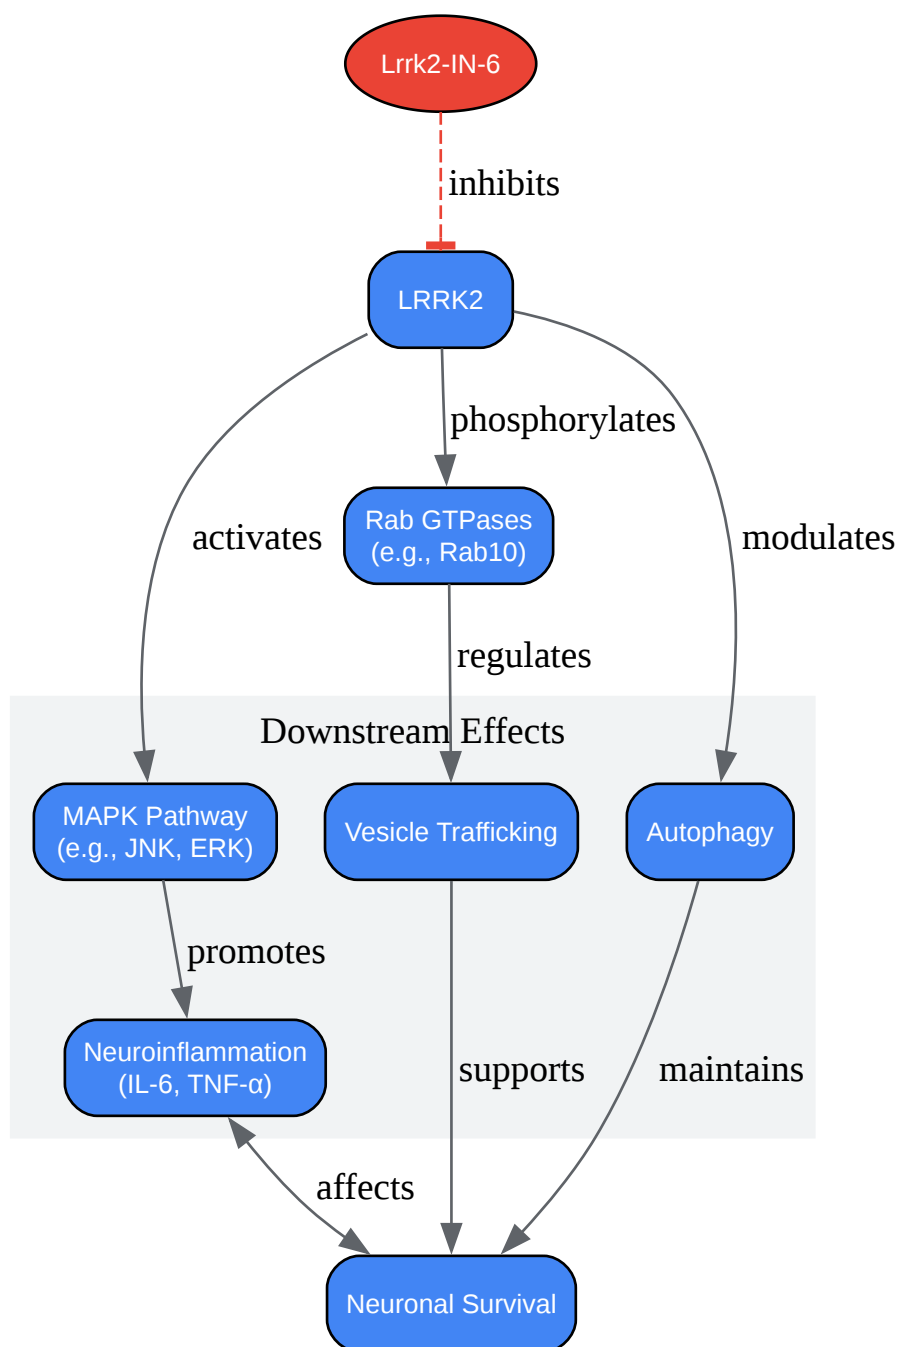 Lrrk2-IN-6
inhibits
LRRK2
phosphorylates
Rab GTPases
(e.g., Rab10)
activates
modulates
regulates
Downstream Effects
MAPK Pathway
(e.g., JNK, ERK)
Vesicle Trafficking
Autophagy
promotes
Neuroinflammation
(IL-6, TNF-α)
supports
maintains
affects
Neuronal Survival